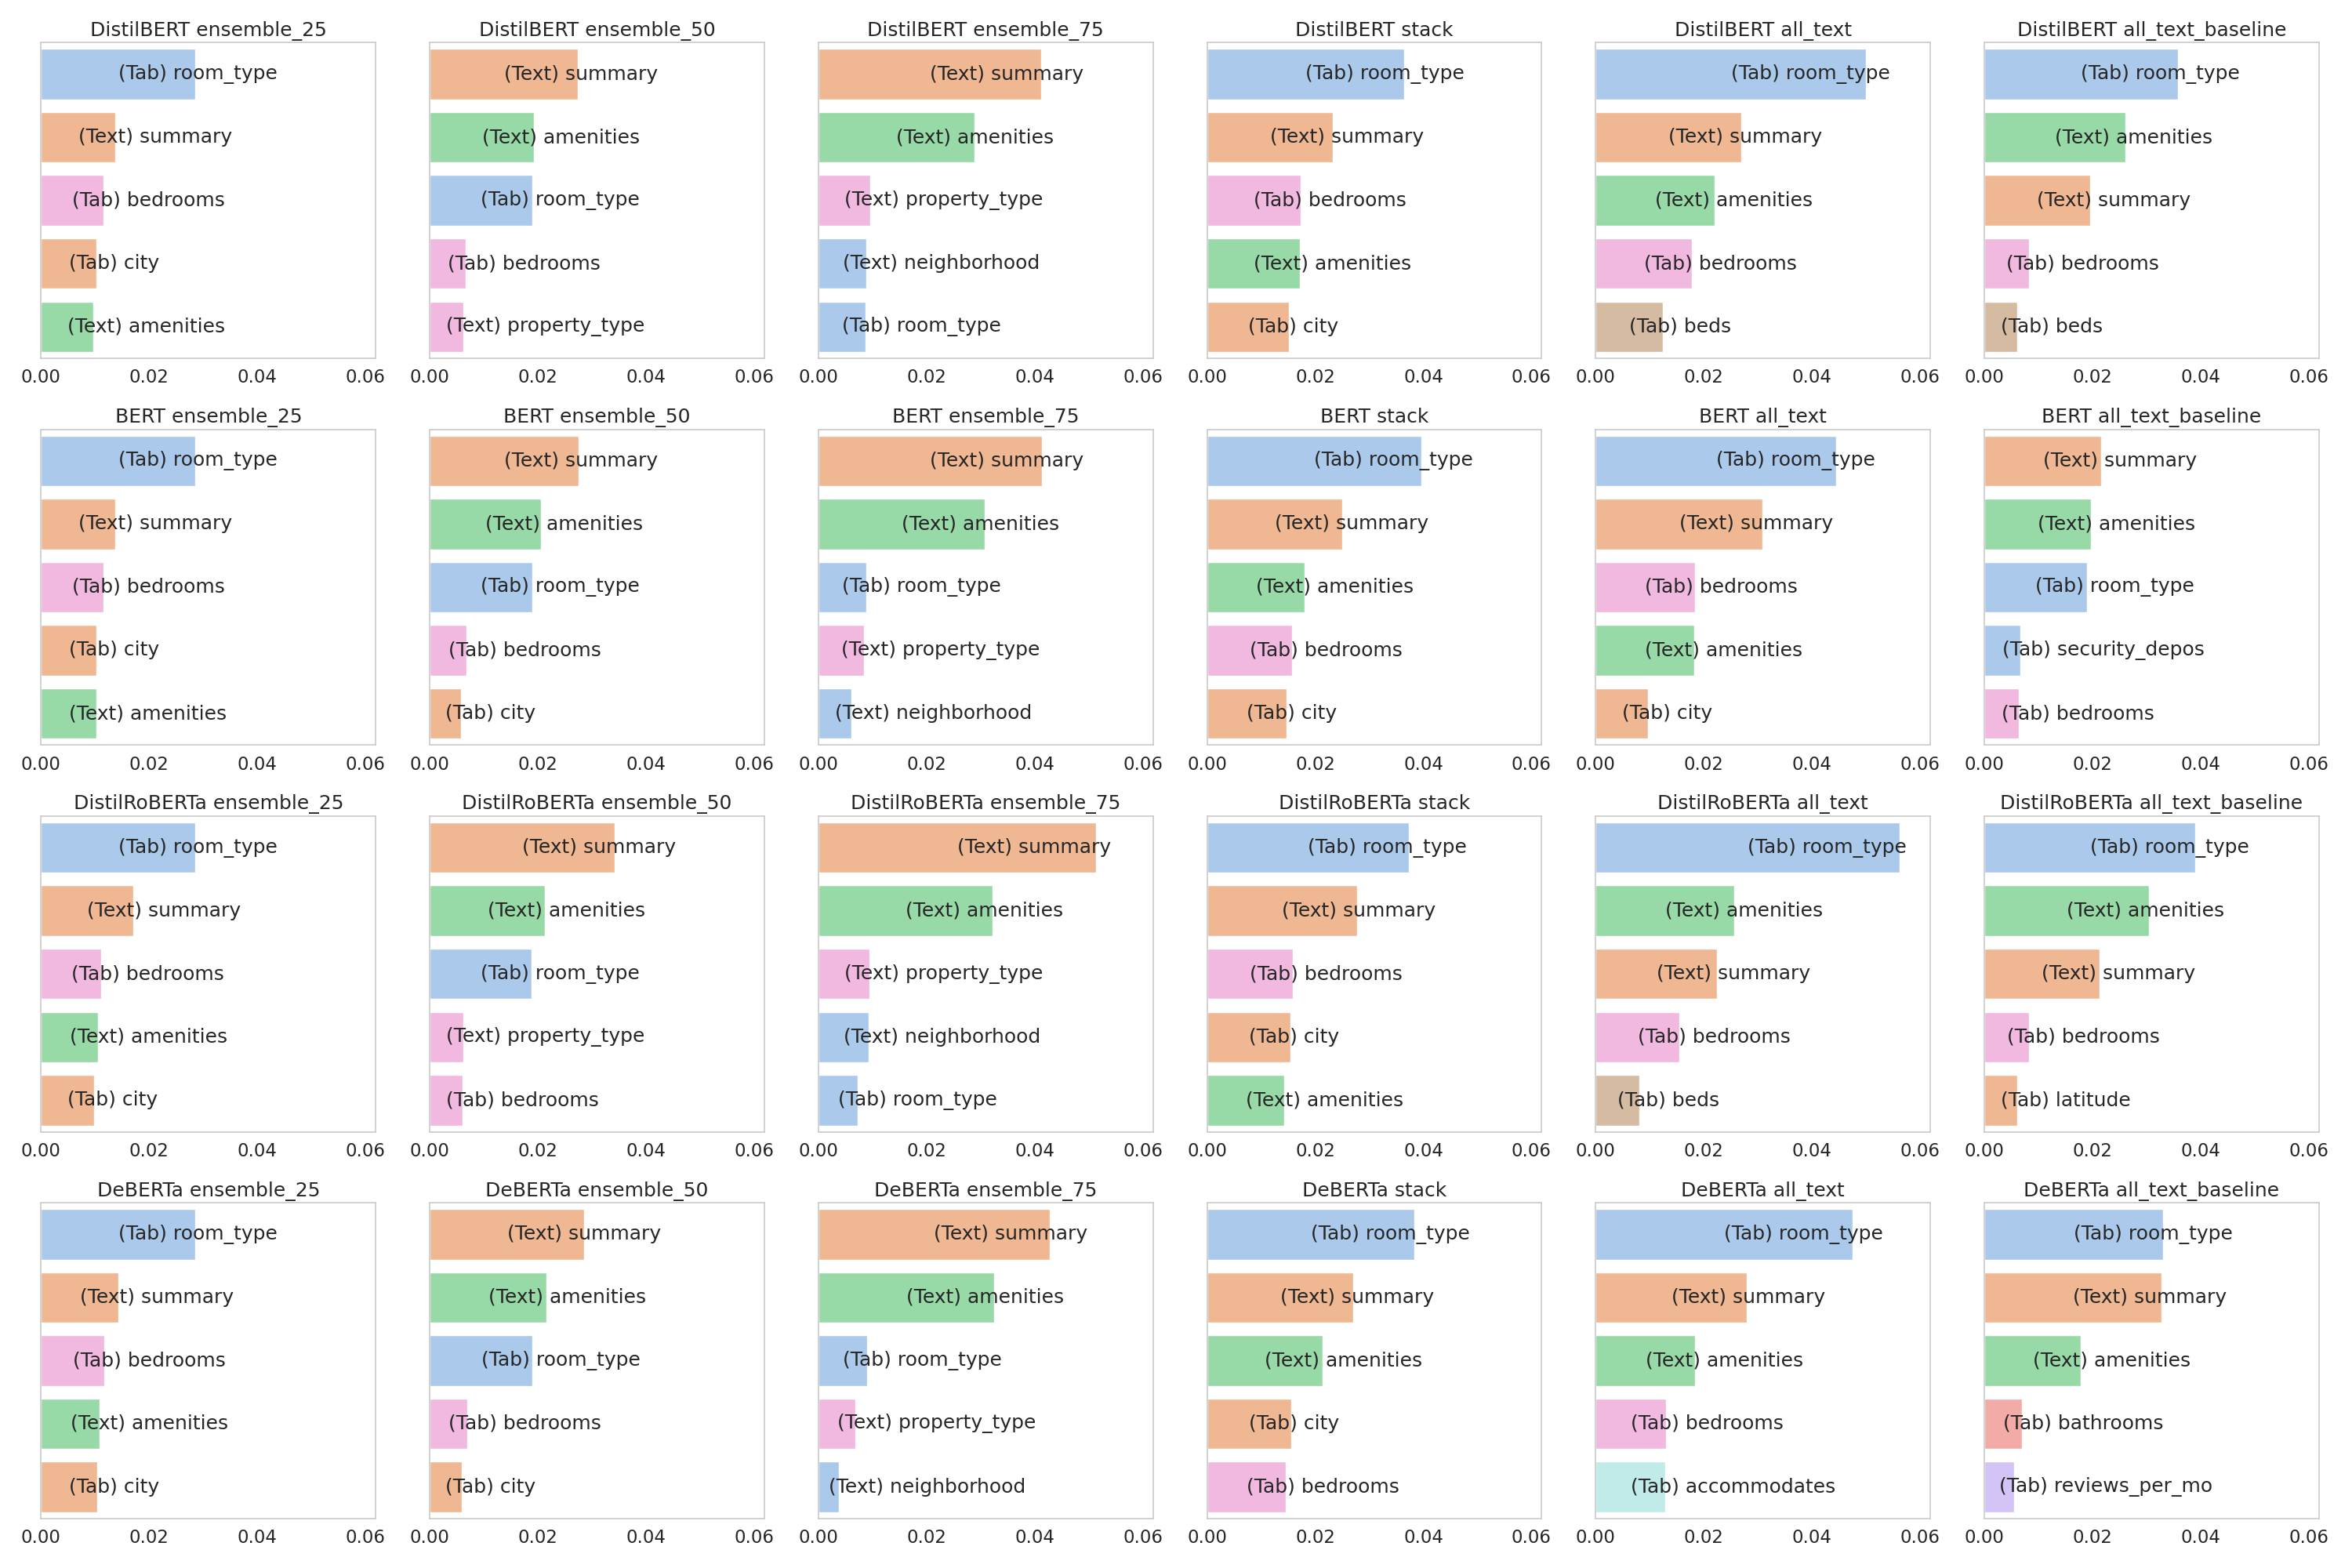 DistilBERT ensemble_25
(Tab) room_type
(Text) summary
(Tab) bedrooms
(Tab) city
(Text) amenities
0.00 0.02 0.04 0.06
DistilBERT ensemble_50
(Text) summary
(Text) amenities
(Tab) room_type
(Tab) bedrooms
(Text) property_type
0.00 0.02 0.04 0.06
DistilBERT ensemble_75
(Text) summary
(Text) amenities
(Text) property_type
(Text) neighborhood
(Tab) room_type
0.00 0.02 0.04 0.06
DistilBERT stack
(Tab) room_type
(Text) summary
(Tab) bedrooms
(Text) amenities
(Tab) city
0.00 0.02 0.04 0.06
DistilBERT all_text
(Tab) room_type
(Text) summary
(Text) amenities
(Tab) bedrooms
(Tab) beds
0.00 0.02 0.04 0.06
DistilBERT all_text_baseline
(Tab) room_type
(Text) amenities
(Text) summary
(Tab) bedrooms
(Tab) beds
0.00 0.02 0.04 0.06
BERT ensemble_25
(Tab) room_type
(Text) summary
(Tab) bedrooms
(Tab) city
(Text) amenities
0.00 0.02 0.04 0.06
BERT ensemble_50
(Text) summary
(Text) amenities
(Tab) room_type
(Tab) bedrooms
(Tab) city
0.00 0.02 0.04 0.06
BERT ensemble_75
(Text) summary
(Text) amenities
(Tab) room_type
(Text) property_type
(Text) neighborhood
0.00 0.02 0.04 0.06
BERT stack
(Tab) room_type
(Text) summary
(Text) amenities
(Tab) bedrooms
(Tab) city
0.00 0.02 0.04 0.06
BERT all_text
(Tab) room_type
(Text) summary
(Tab) bedrooms
(Text) amenities
(Tab) city
0.00 0.02 0.04 0.06
BERT all_text_baseline
(Text) summary
(Text) amenities
(Tab) room_type
(Tab) security_depos
(Tab) bedrooms
0.00 0.02 0.04 0.06
DistilRoBERTa ensemble_25
(Tab) room_type
(Text) summary
(Tab) bedrooms
(Text) amenities
(Tab) city
0.00 0.02 0.04 0.06
DistilRoBERTa ensemble_50
(Text) summary
(Text) amenities
(Tab) room_type
(Text) property_type
(Tab) bedrooms
0.00 0.02 0.04 0.06
DistilRoBERTa ensemble_75
(Text) summary
(Text) amenities
(Text) property_type
(Text) neighborhood
(Tab) room_type
0.00 0.02 0.04 0.06
DistilRoBERTa stack
(Tab) room_type
(Text) summary
(Tab) bedrooms
(Tab) city
(Text) amenities
0.00 0.02 0.04 0.06
DistilRoBERTa all_text
(Tab) room_type
(Text) amenities
(Text) summary
(Tab) bedrooms
(Tab) beds
0.00 0.02 0.04 0.06
DistilRoBERTa all_text_baseline
(Tab) room_type
(Text) amenities
(Text) summary
(Tab) bedrooms
(Tab) latitude
0.00 0.02 0.04 0.06
DeBERTa ensemble_25
(Tab) room_type
(Text) summary
(Tab) bedrooms
(Text) amenities
(Tab) city
0.00 0.02 0.04 0.06
DeBERTa ensemble_50
(Text) summary
(Text) amenities
(Tab) room_type
(Tab) bedrooms
(Tab) city
0.00 0.02 0.04 0.06
DeBERTa ensemble_75
(Text) summary
(Text) amenities
(Tab) room_type
(Text) property_type
(Text) neighborhood
0.00 0.02 0.04 0.06
DeBERTa stack
(Tab) room_type
(Text) summary
(Text) amenities
(Tab) city
(Tab) bedrooms
0.00 0.02 0.04 0.06
DeBERTa all_text
(Tab) room_type
(Text) summary
(Text) amenities
(Tab) bedrooms
(Tab) accommodates
0.00 0.02 0.04 0.06
DeBERTa all_text_baseline
(Tab) room_type
(Text) summary
(Text) amenities
(Tab) bathrooms
(Tab) reviews_per_mo
0.00 0.02 0.04 0.06